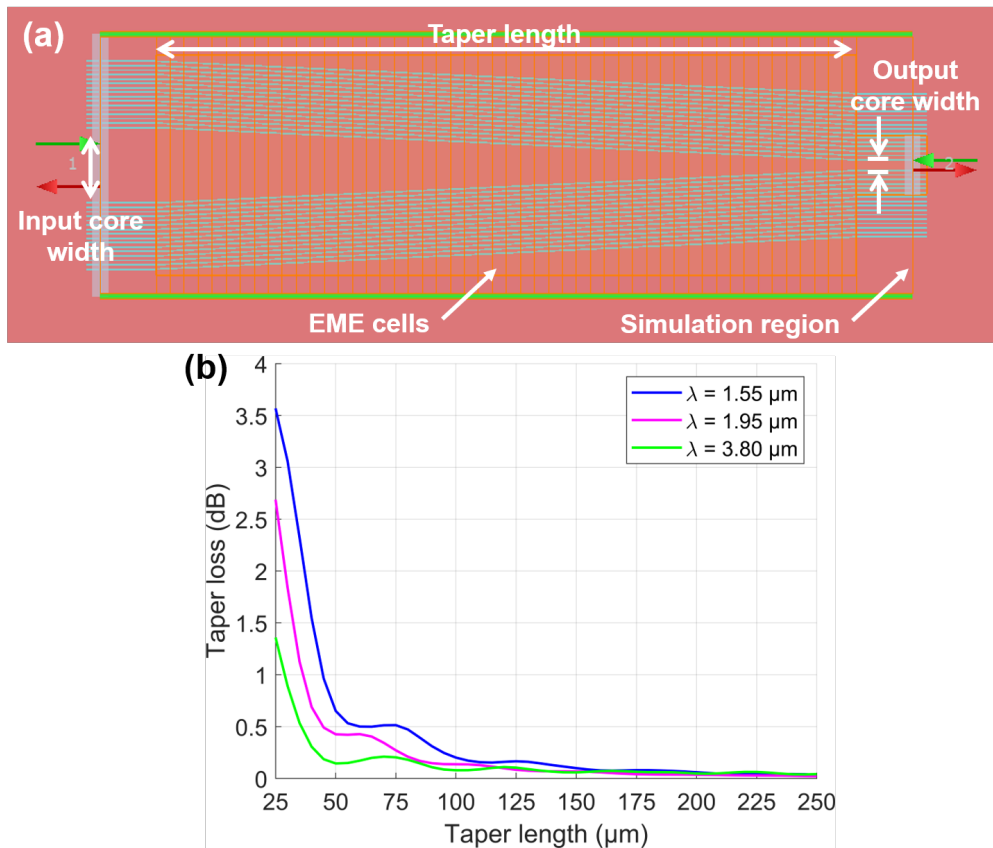 (a)
Taper length
Output
core width
1
2
Input core
width
EME cells
Simulation region
(b)
4
3.5
3
2.5
2
1.5
1
0.5
0
Taper loss (dB)
λ = 1.55 µm
λ = 1.95 µm
λ = 3.80 µm
25 50 75 100 125 150 175 200 225 250
Taper length (µm)